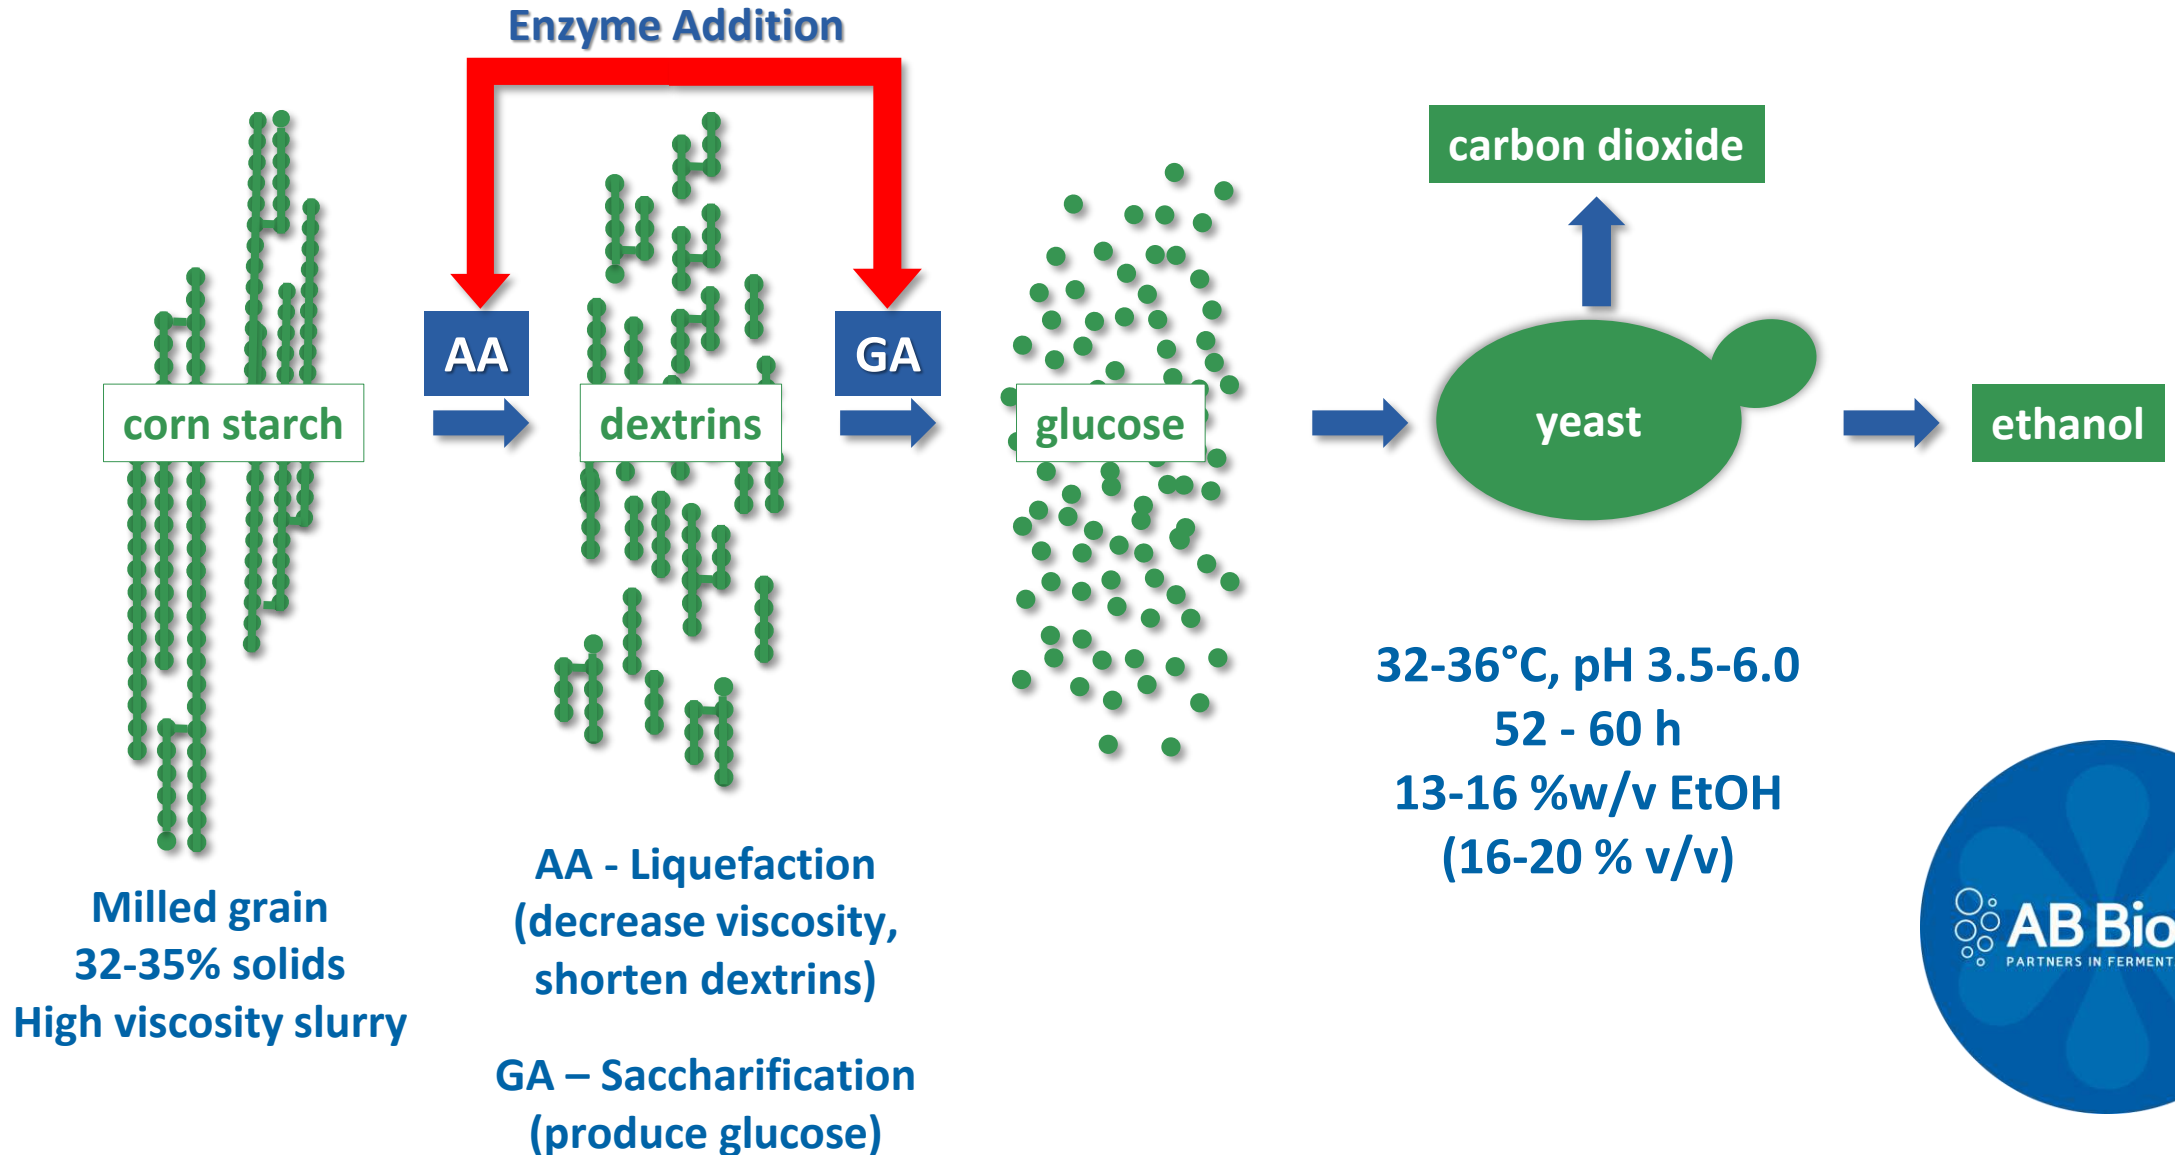 Enzyme Addition
carbon dioxide
AA
GA
corn starch
dextrins
glucose
yeast
ethanol
32-36°C, pH 3.5-6.0
52 - 60 h
13-16 %w/v EtOH
(16-20 % v/v)
AA - Liquefaction
(decrease viscosity,
shorten dextrins)
Milled grain
32-35% solids
High viscosity slurry
GA – Saccharification
(produce glucose)
AB Bio
PARTNERS IN FERMENT